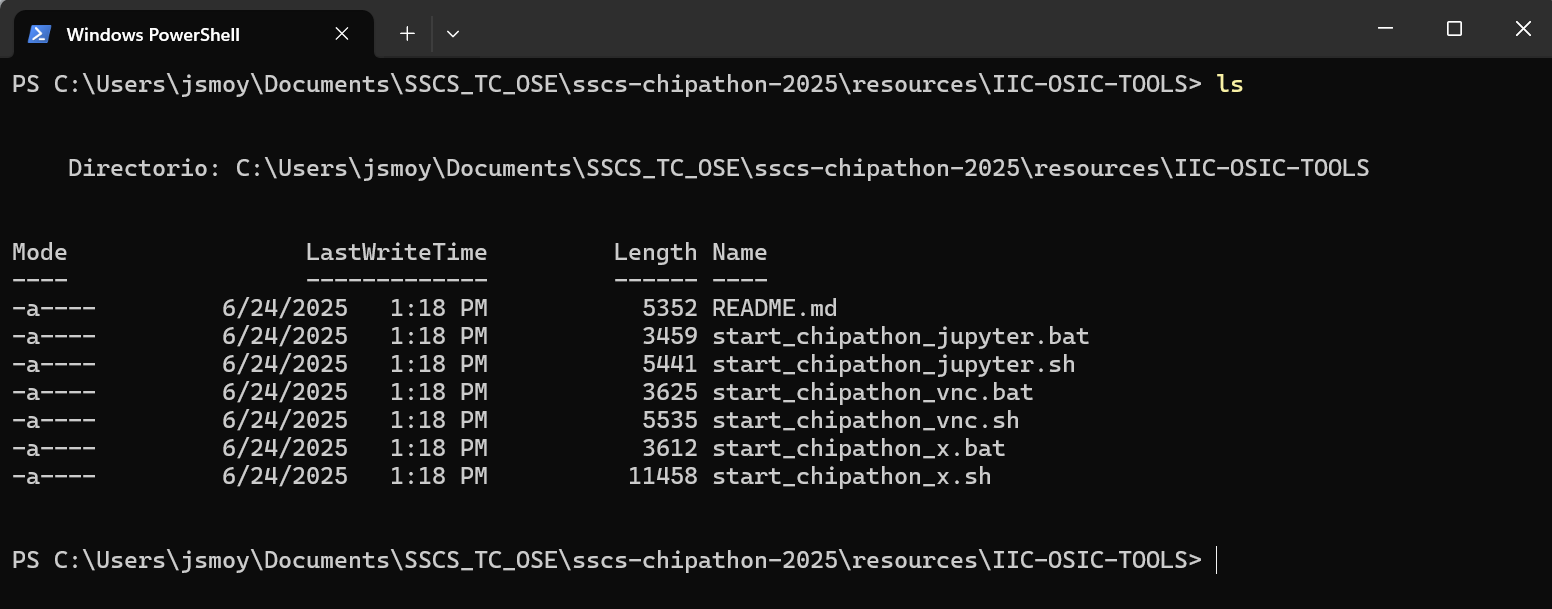 Windows PowerShell
PS C:\Users\jsmoy\Documents\SSCS_TC_OSE\sscs-chipathon-2025\resources\IIC-OSIC-TOOLS> ls
Directorio: C:\Users\jsmoy\Documents\SSCS_TC_OSE\sscs-chipathon-2025\resources\IIC-OSIC-TOOLS
Mode                 LastWriteTime         Length Name
----                 -------------         ------ ----
-a----         6/24/2025   1:18 PM           5352 README.md
-a----         6/24/2025   1:18 PM           3459 start_chipathon_jupyter.bat
-a----         6/24/2025   1:18 PM           5441 start_chipathon_jupyter.sh
-a----         6/24/2025   1:18 PM           3625 start_chipathon_vnc.bat
-a----         6/24/2025   1:18 PM           5535 start_chipathon_vnc.sh
-a----         6/24/2025   1:18 PM           3612 start_chipathon_x.bat
-a----         6/24/2025   1:18 PM          11458 start_chipathon_x.sh
PS C:\Users\jsmoy\Documents\SSCS_TC_OSE\sscs-chipathon-2025\resources\IIC-OSIC-TOOLS>